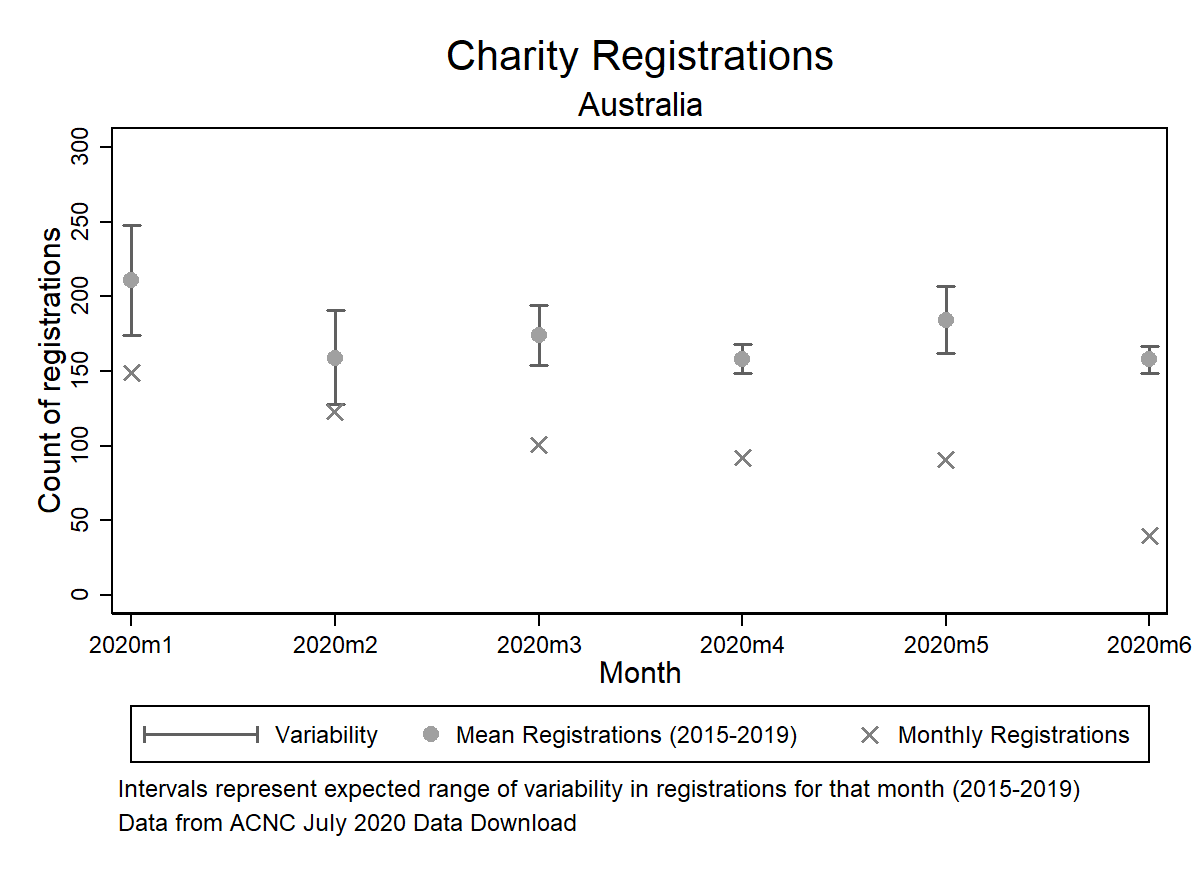 Charity Registrations
Australia
Count of registrations
300
250
200
150
100
50
0
2020m1 2020m2 2020m3 2020m4 2020m5 2020m6
Month
Variability Mean Registrations (2015-2019) Monthly Registrations
Intervals represent expected range of variability in registrations for that month (2015-2019)
Data from ACNC July 2020 Data Download